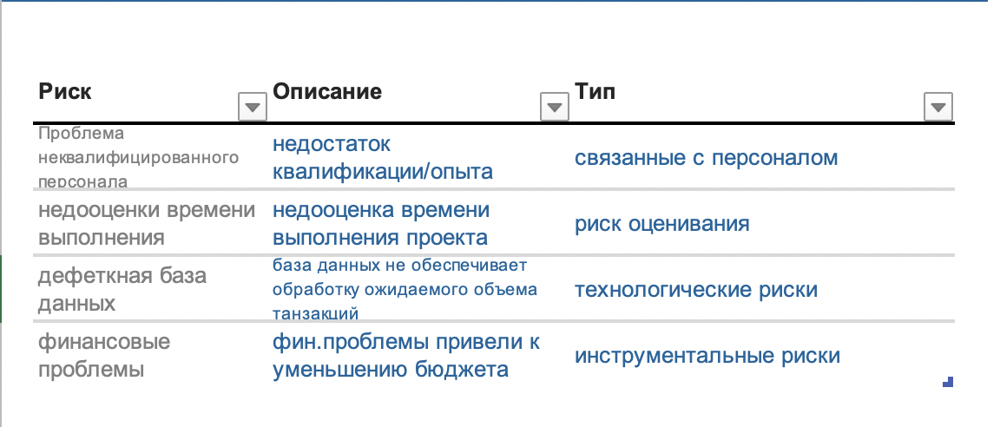 Риск Описание Тип
Проблема
неквалифицированного
персонала
недостаток
квалификации/опыта
связанные с персоналом
недооценки времени
выполнения
недооценка времени
выполнения проекта
риск оценивания
дефеткная база
данных
база данных не обеспечивает
обработку ожидаемого объема
танзакций
технологические риски
финансовые
проблемы
фин.проблемы привели к
уменьшению бюджета
инструментальные риски